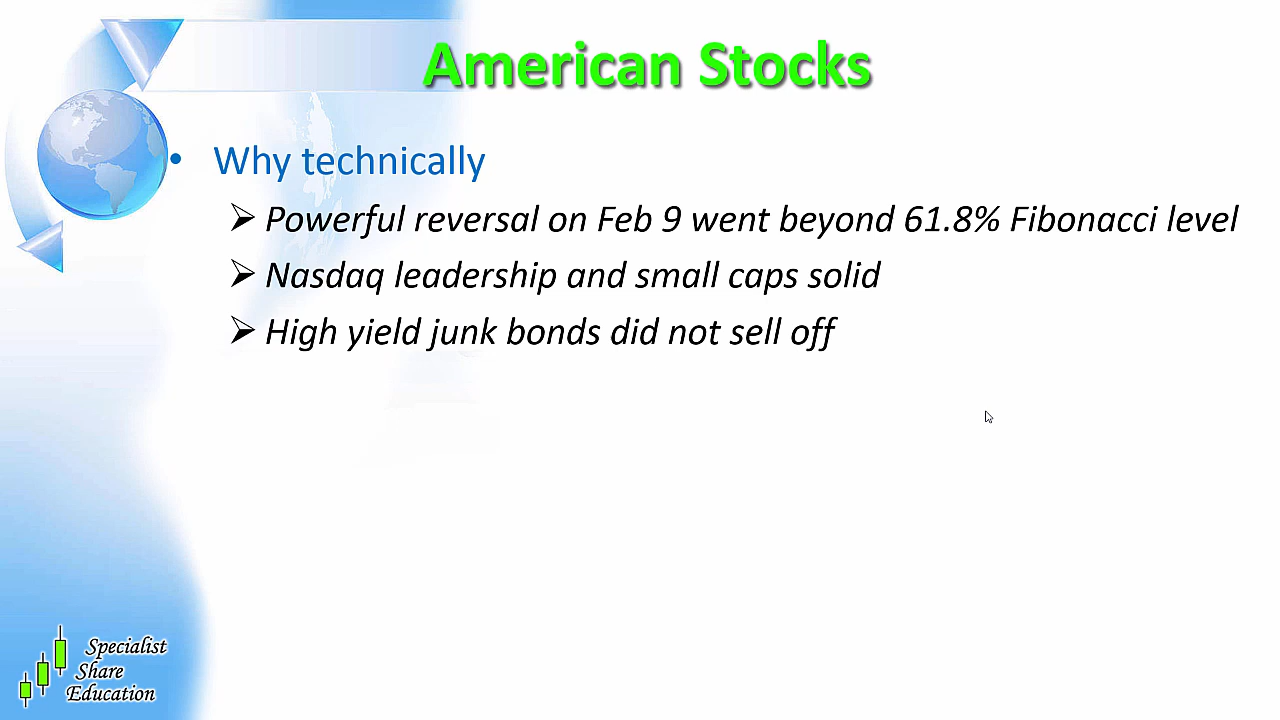 American Stocks
• Why technically
➢ Powerful reversal on Feb 9 went beyond 61.8% Fibonacci level
➢ Nasdaq leadership and small caps solid
➢ High yield junk bonds did not sell off
Specialist
Share
Education